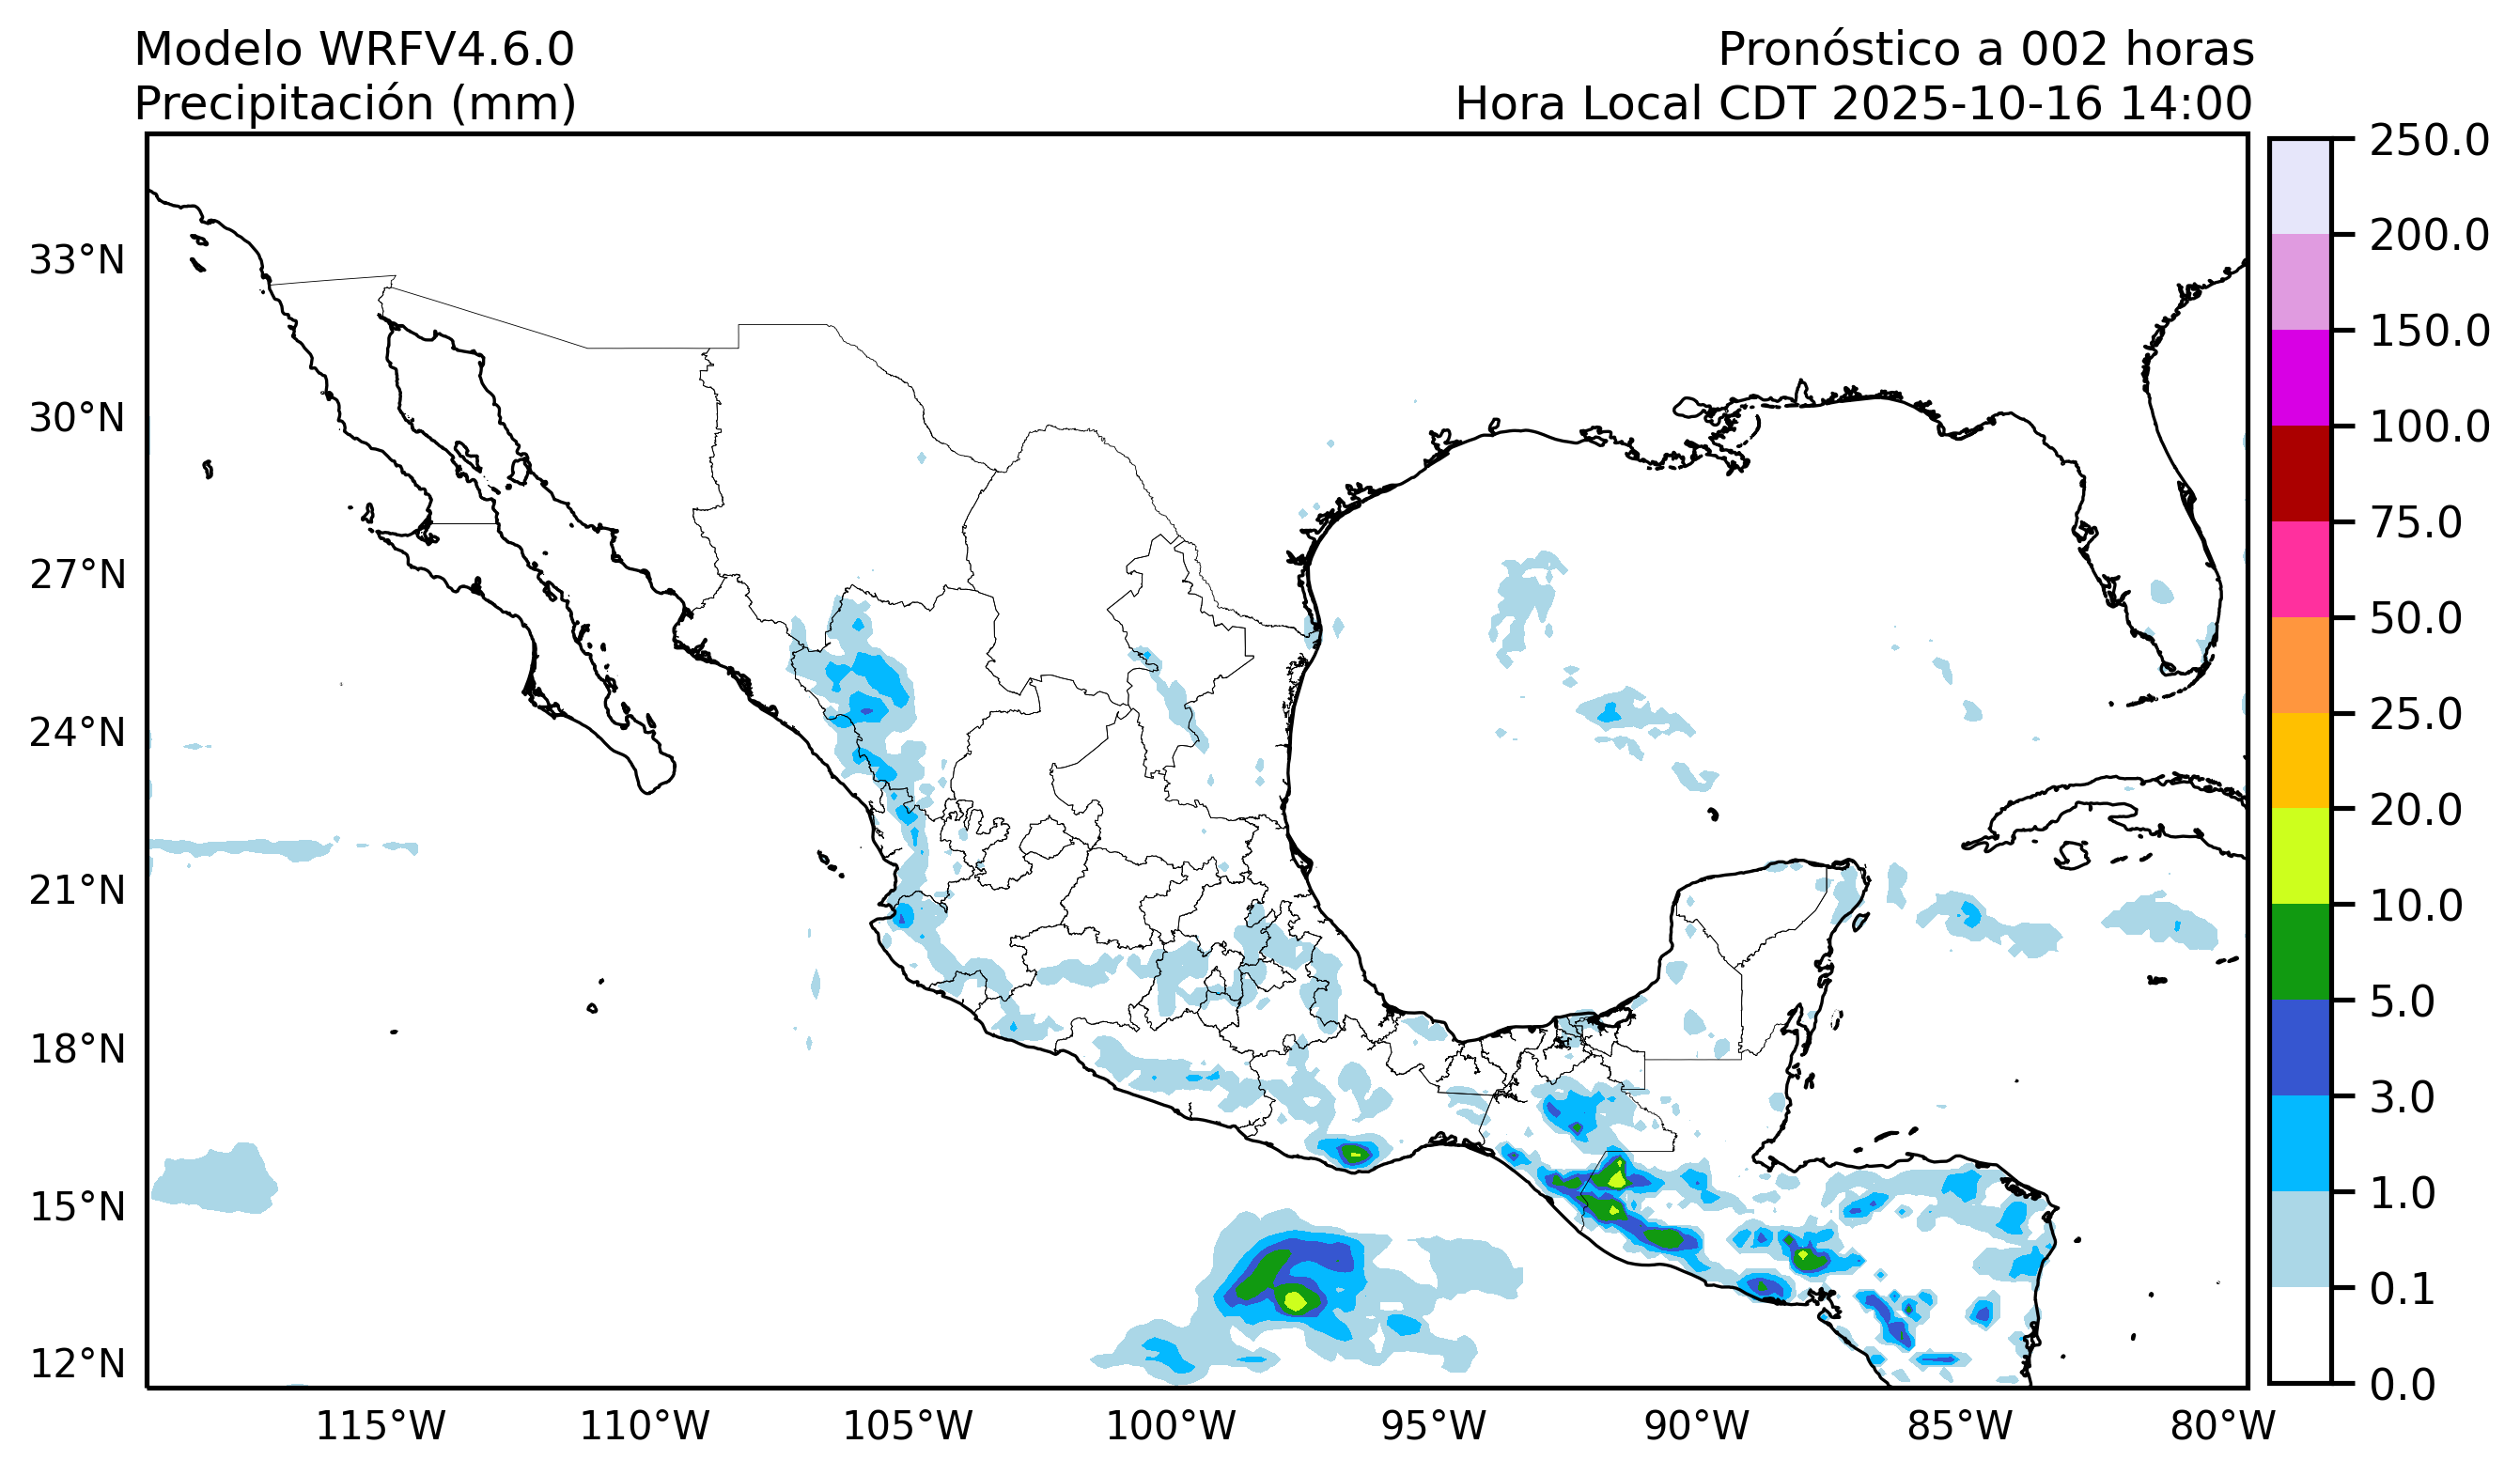 Modelo WRFV4.6.0
Precipitación (mm)
Pronóstico a 002 horas
Hora Local CDT 2025-10-16 14:00
33°N
30°N
27°N
24°N
21°N
18°N
15°N
12°N
115°W
110°W
105°W
100°W
95°W
90°W
85°W
80°W
250.0
200.0
150.0
100.0
75.0
50.0
25.0
20.0
10.0
5.0
3.0
1.0
0.1
0.0